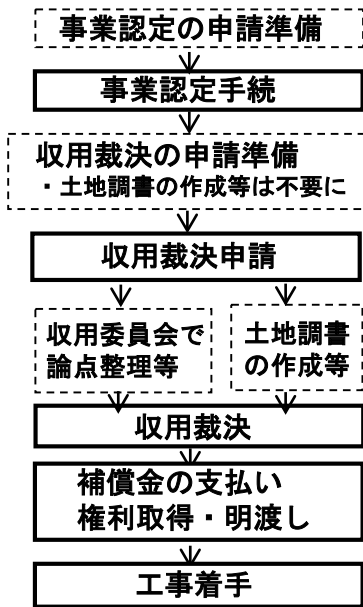 事業認定の申請準備
事業認定手続
収用裁決の申請準備
・土地調書の作成等は不要に
収用裁決申請
収用委員会で
論点整理等
土地調書
の作成等
収用裁決
補償金の支払い
権利取得・明渡し
工事着手